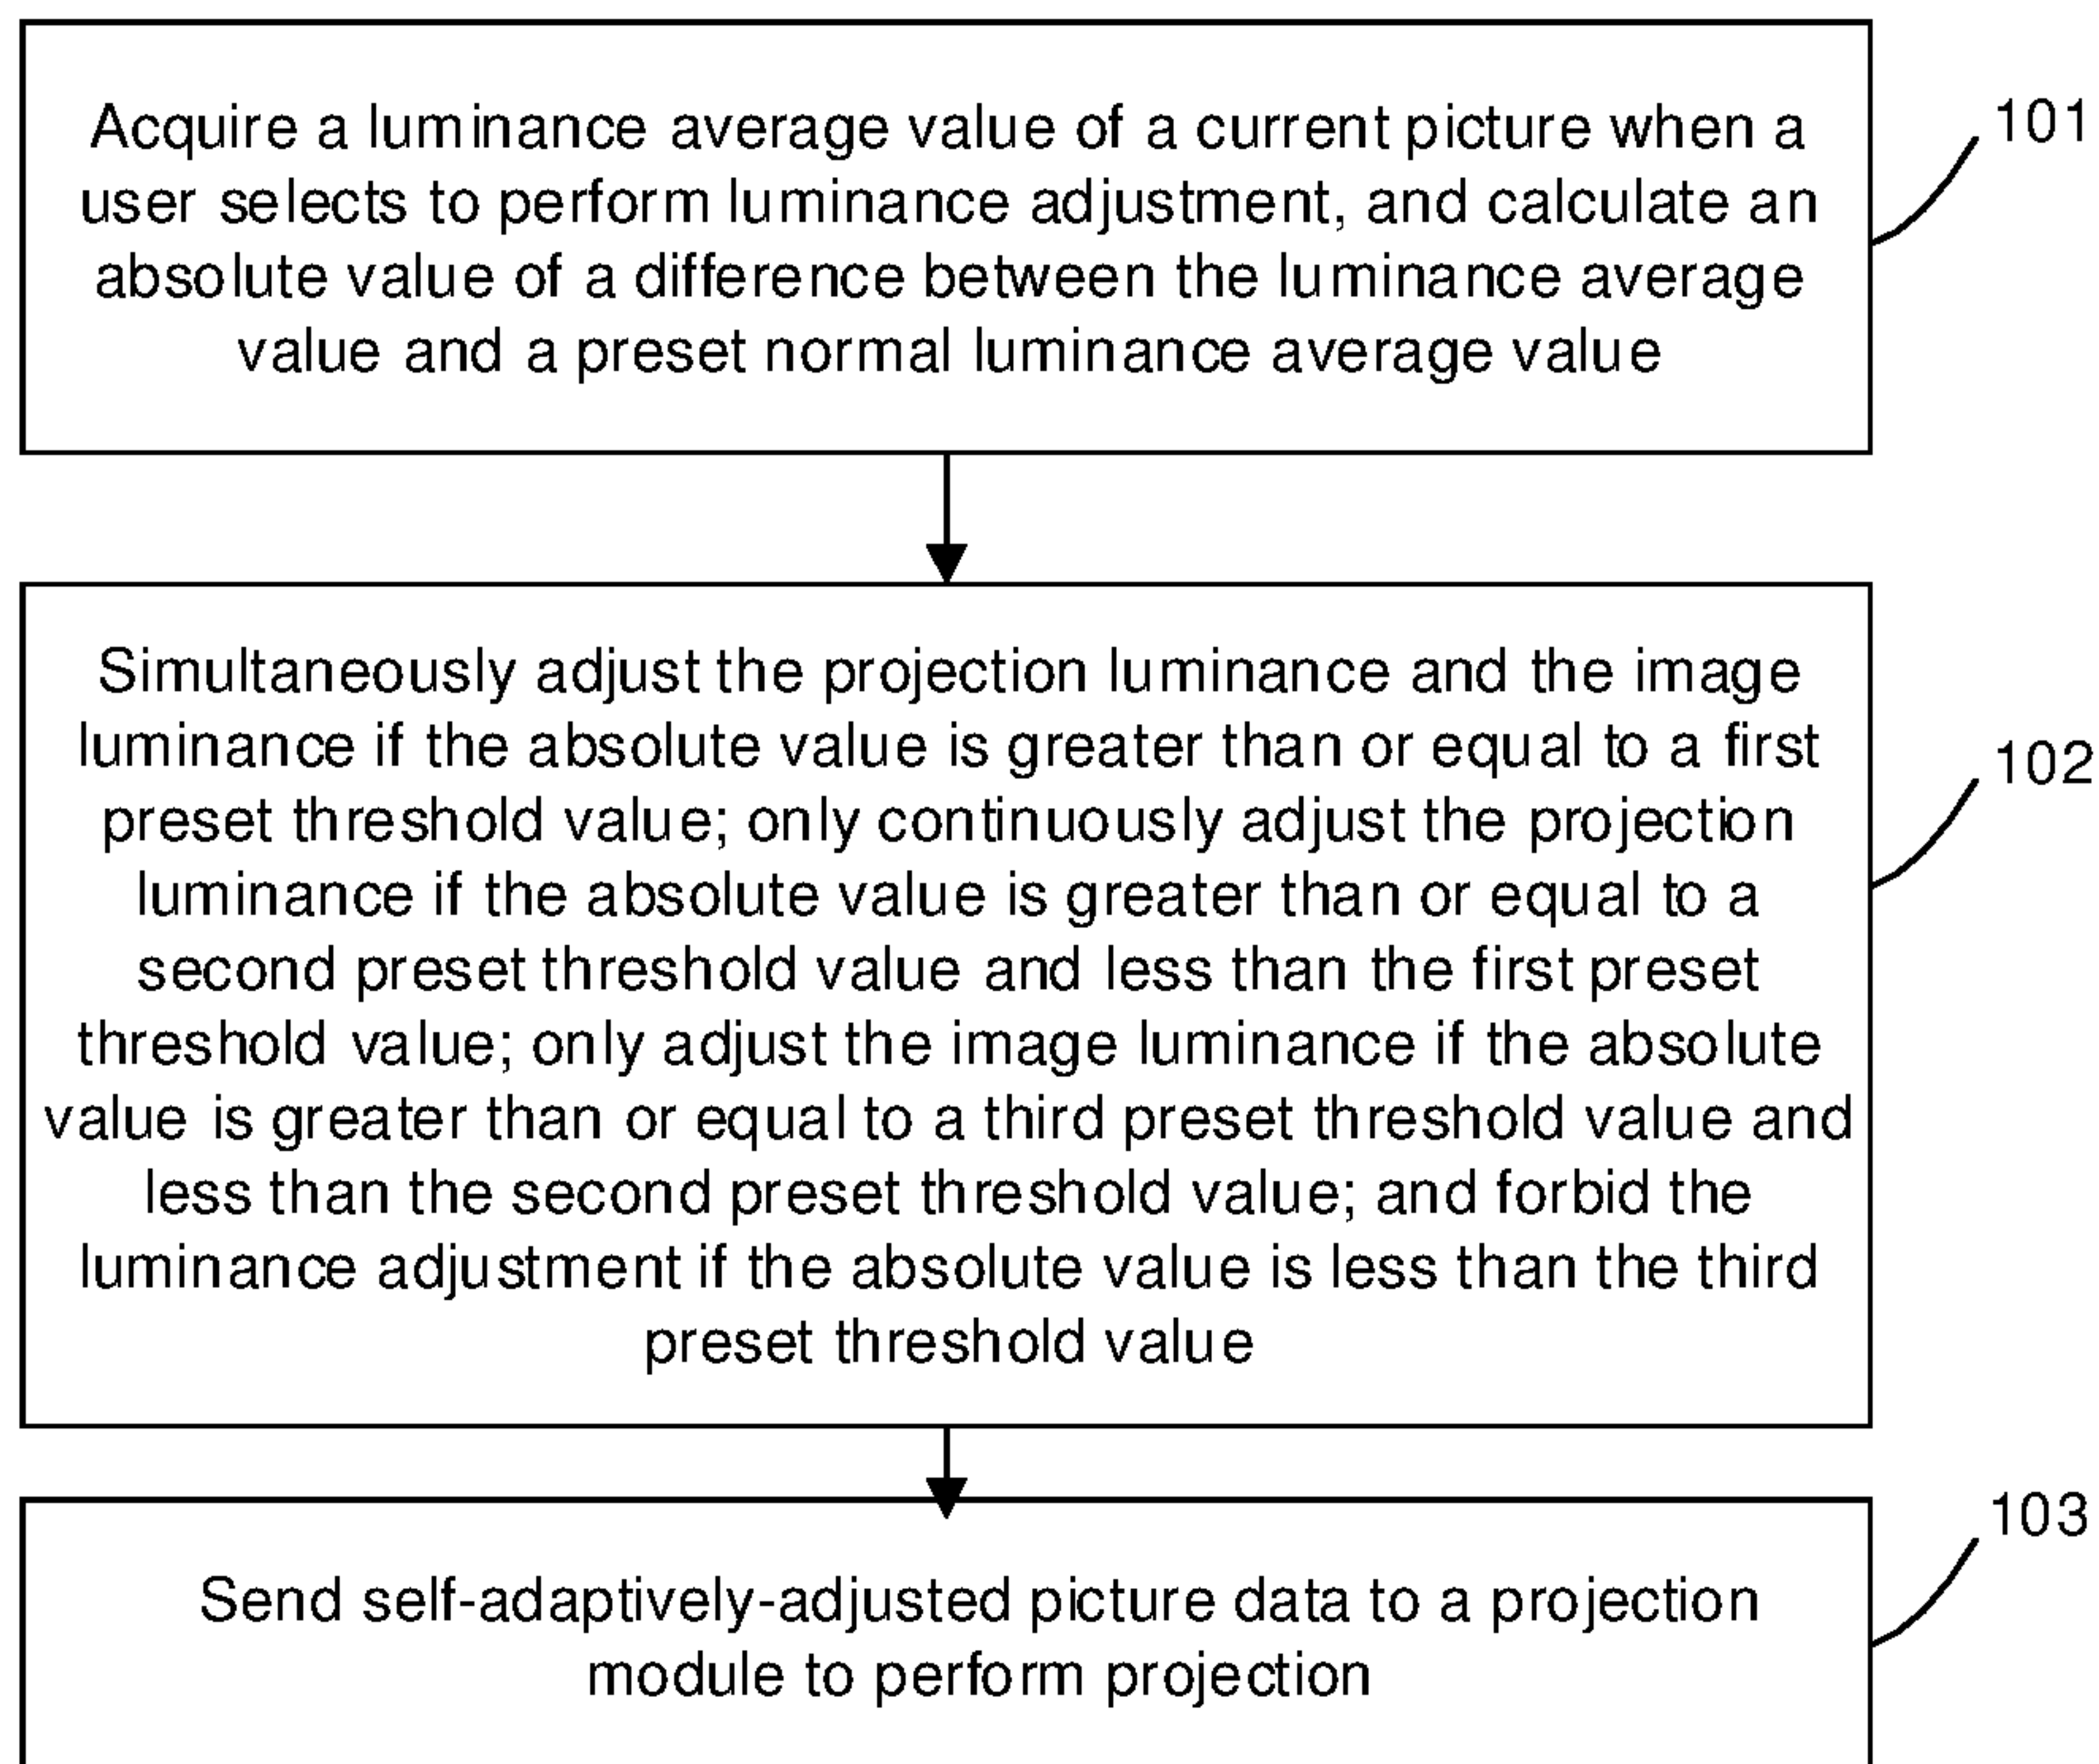 Acquire a luminance average value of a current picture when a
user selects to perform luminance adjustment, and calculate an
absolute value of a difference between the luminance average
value and a preset normal luminance average value
101
Simultaneously adjust the projection luminance and the image
luminance if the absolute value is greater than or equal to a first
preset threshold value; only continuously adjust the projection
luminance if the absolute value is greater than or equal to a
second preset threshold value and less than the first preset
threshold value; only adjust the image luminance if the absolute
value is greater than or equal to a third preset threshold value and
less than the second preset threshold value; and forbid the
luminance adjustment if the absolute value is less than the third
preset threshold value
102
Send self-adaptively-adjusted picture data to a projection
module to perform projection
103